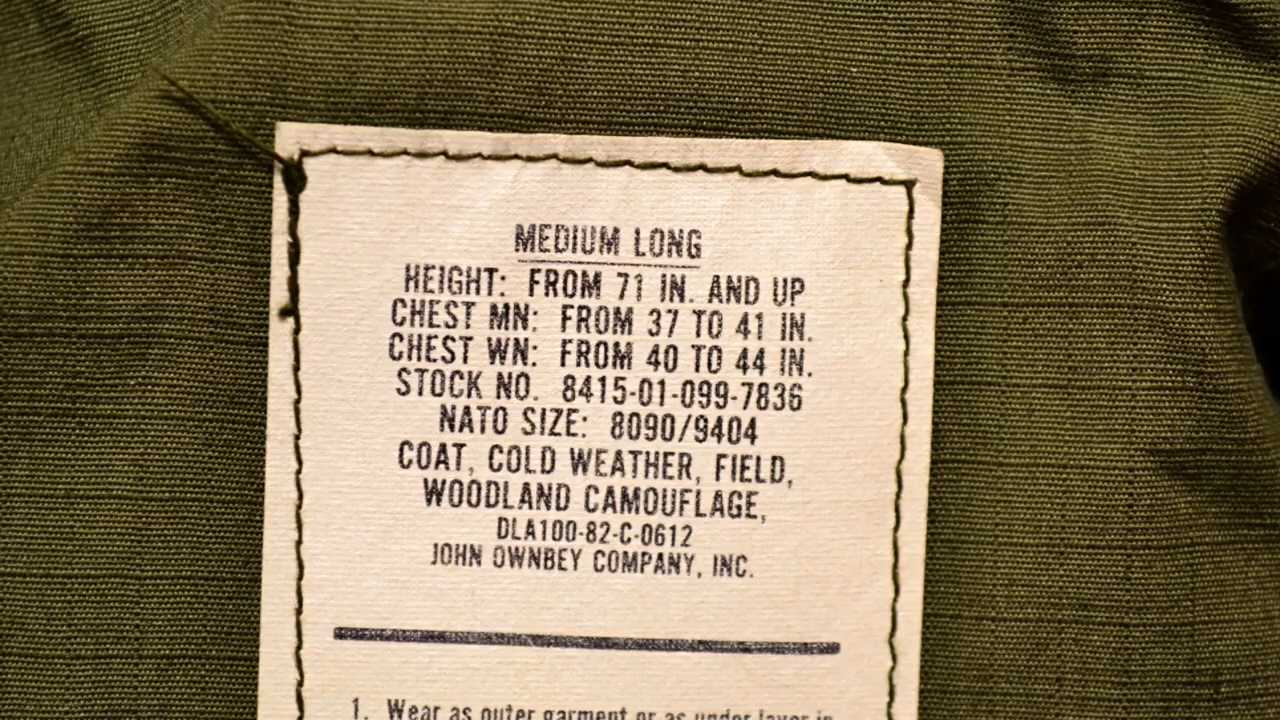 MEDIUM LONG
HEIGHT: FROM 71 IN. AND UP
CHEST MN: FROM 37 TO 41 IN.
CHEST WN: FROM 40 TO 44 IN.
STOCK NO. 8415-01-099-7836
NATO SIZE: 8090/9404
COAT, COLD WEATHER, FIELD,
WOODLAND CAMOUFLAGE,
DLA100-82-C-0612
JOHN OWNBEY COMPANY, INC.
1. Wear as outer garment or as under layer in